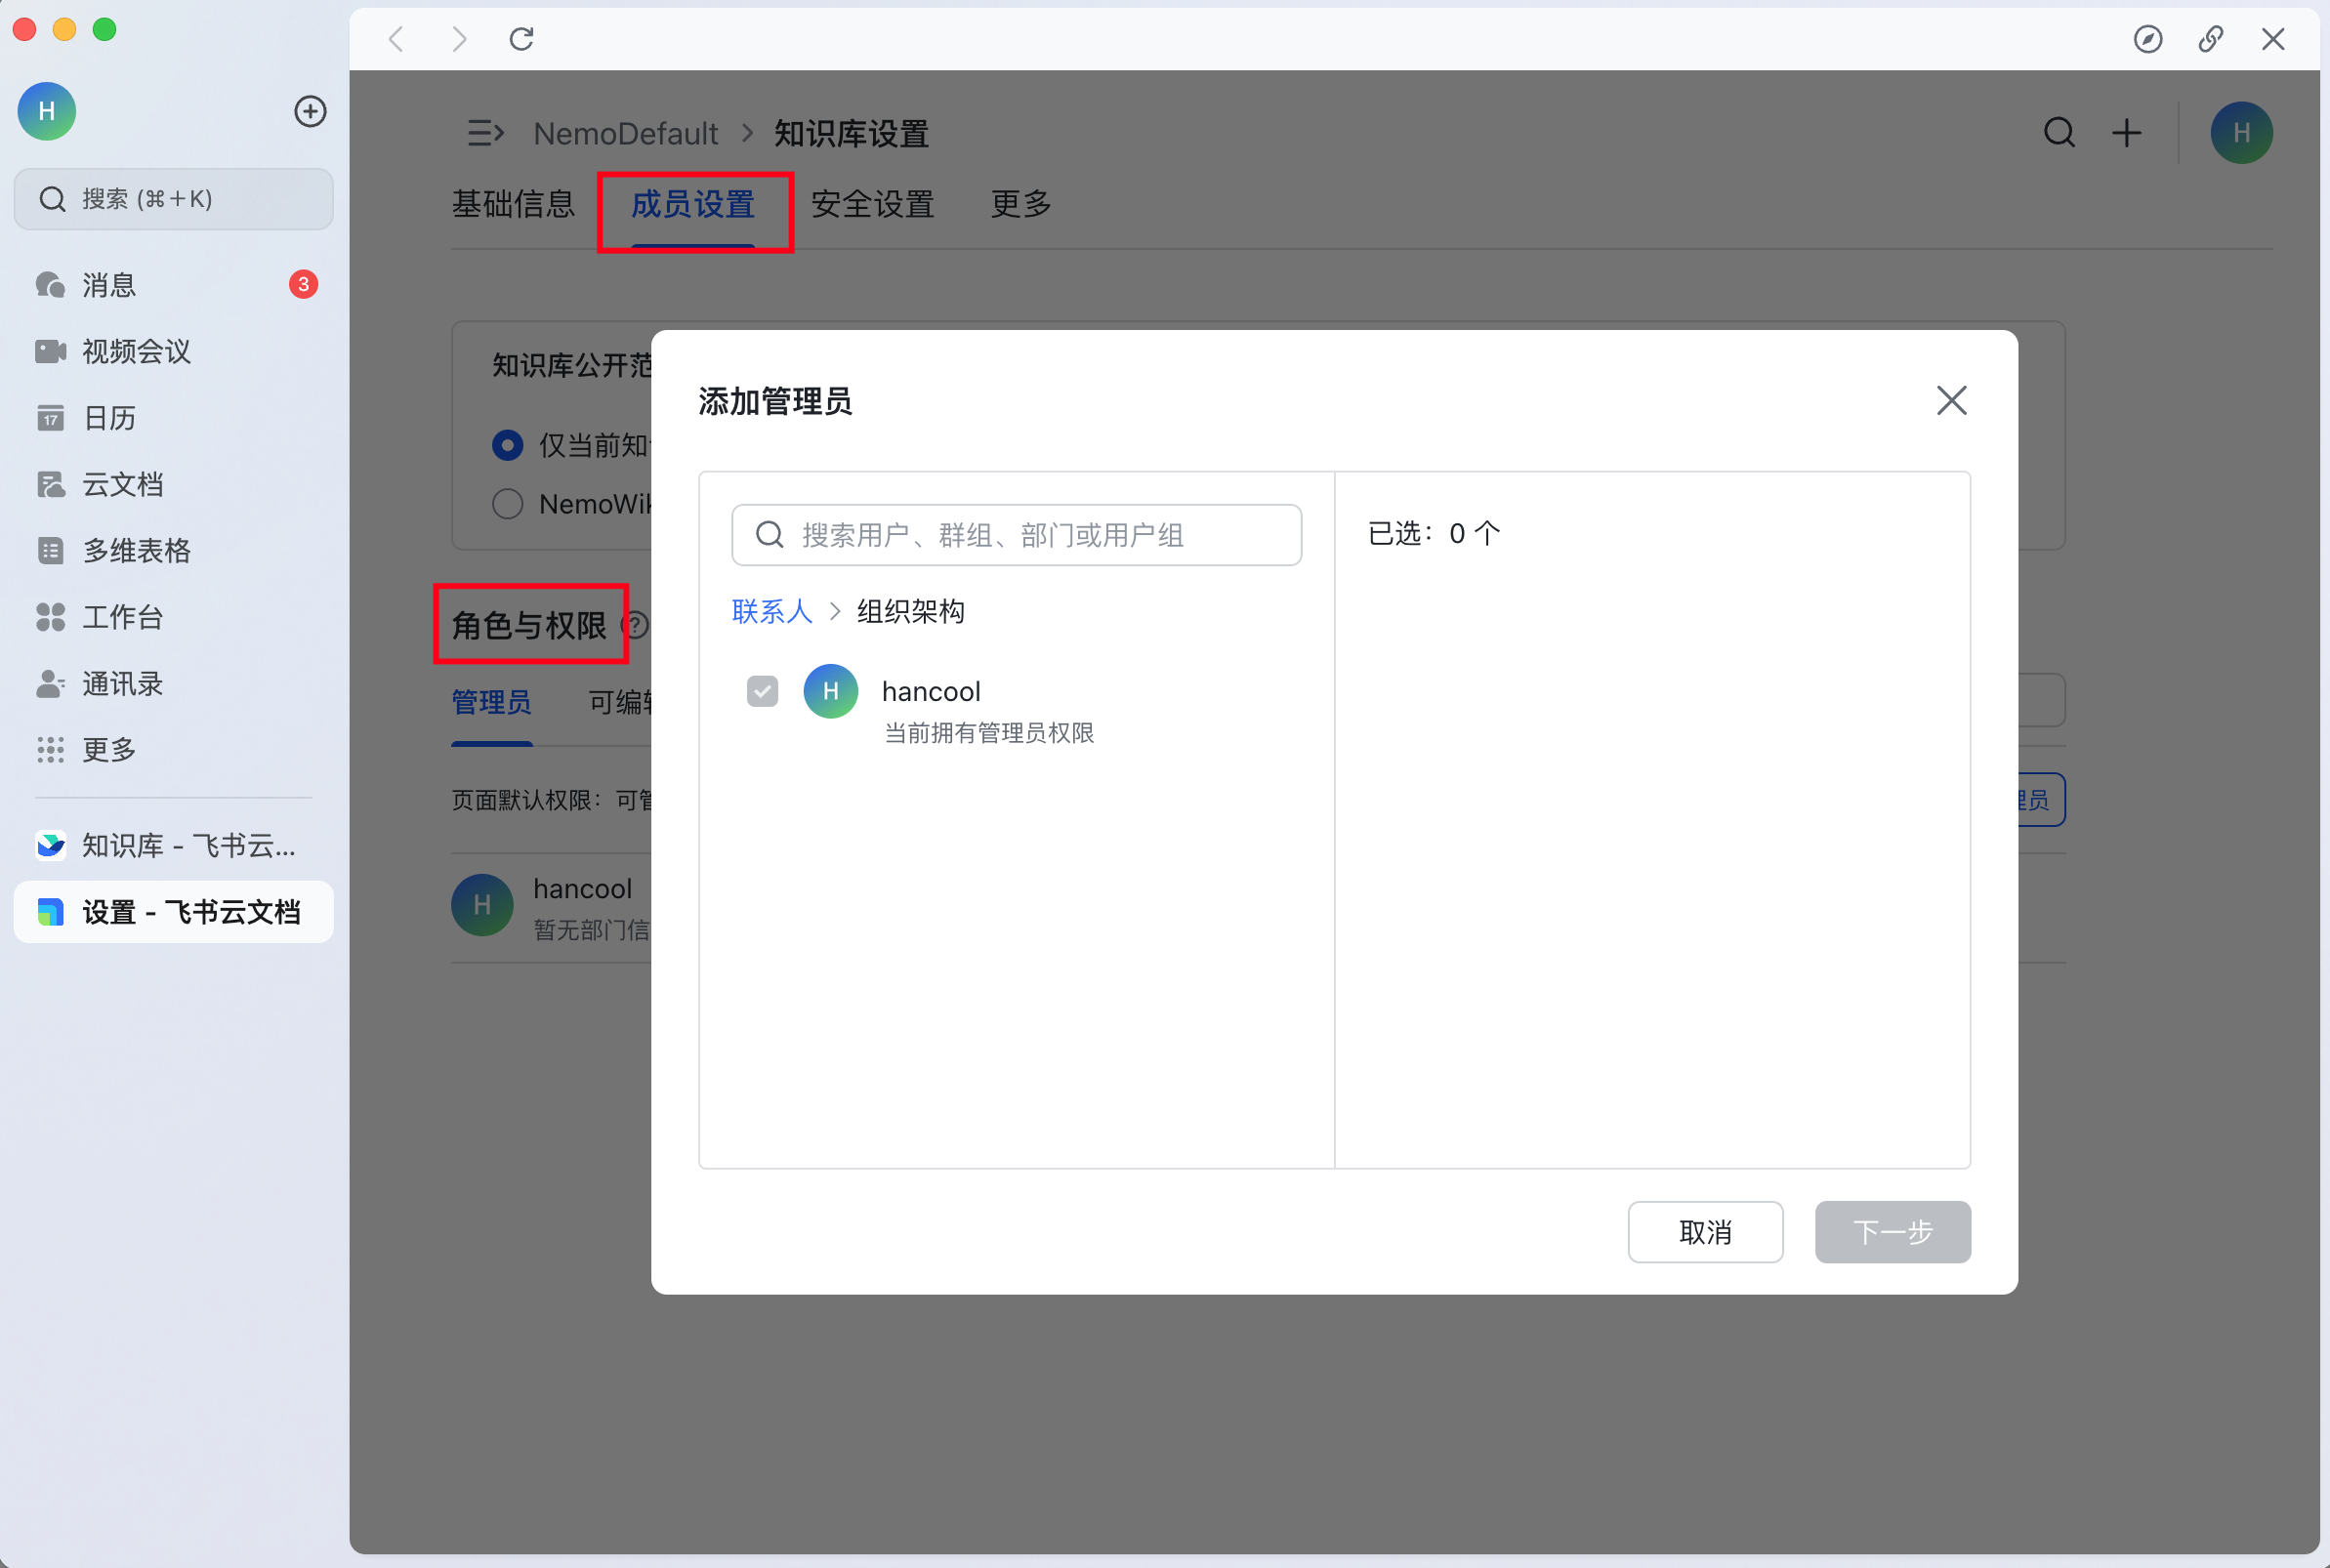 H
搜索 (⌘+K)
消息
3
视频会议
17
日历
云文档
多维表格
工作台
通讯录
更多
知识库 - 飞书云...
设置 - 飞书云文档
NemoDefault > 知识库设置
H
基础信息
成员设置
安全设置
更多
知识库公开范
仅当前知
NemoWik
角色与权限
?
管理员
可编辑
页面默认权限：可管
理员
H
hancool
暂无部门信
添加管理员
搜索用户、群组、部门或用户组
联系人 > 组织架构
H
hancool
当前拥有管理员权限
已选：0 个
取消
下一步